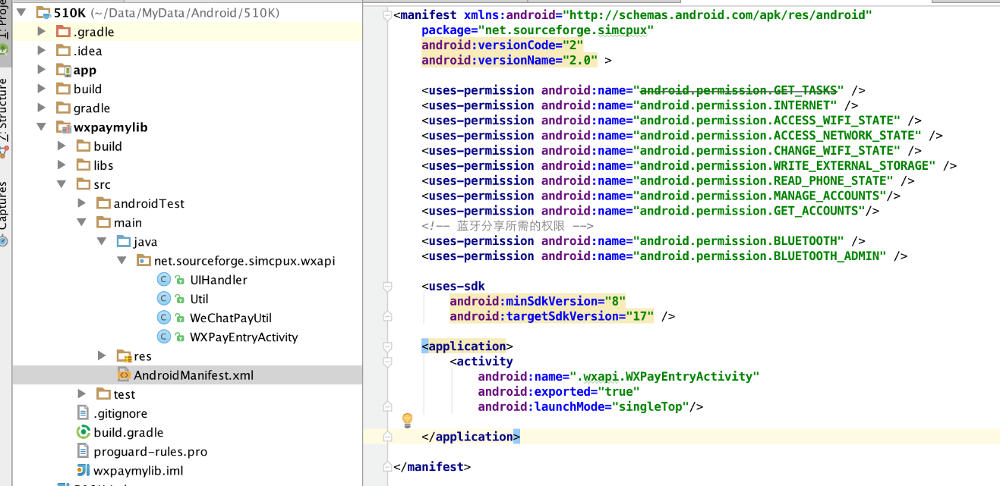 1: Proje
7: Structure
Captures
510K (~/Data/MyData/Android/510K)
.gradle
.idea
app
build
gradle
wxpaymylib
build
libs
src
androidTest
main
java
net.sourceforge.simcpux.wxapi
UIHandler
Util
WeChatPayUtil
WXPayEntryActivity
res
AndroidManifest.xml
test
.gitignore
build.gradle
proguard-rules.pro
wxpaymylib.iml
<manifest xmlns:android="http://schemas.android.com/apk/res/android"
package="net.sourceforge.simcpux"
android:versionCode="2"
android:versionName="2.0" >
<uses-permission android:name="android.permission.GET_TASKS" />
<uses-permission android:name="android.permission.INTERNET" />
<uses-permission android:name="android.permission.ACCESS_WIFI_STATE" />
<uses-permission android:name="android.permission.ACCESS_NETWORK_STATE" />
<uses-permission android:name="android.permission.CHANGE_WIFI_STATE" />
<uses-permission android:name="android.permission.WRITE_EXTERNAL_STORAGE" />
<uses-permission android:name="android.permission.READ_PHONE_STATE" />
<uses-permission android:name="android.permission.MANAGE_ACCOUNTS"/>
<uses-permission android:name="android.permission.GET_ACCOUNTS"/>
<!-- 蓝牙分享所需的权限 -->
<uses-permission android:name="android.permission.BLUETOOTH" />
<uses-permission android:name="android.permission.BLUETOOTH_ADMIN" />
<uses-sdk
android:minSdkVersion="8"
android:targetSdkVersion="17" />
<application>
<activity
android:name=".wxapi.WXPayEntryActivity"
android:exported="true"
android:launchMode="singleTop"/>
</application>
</manifest>